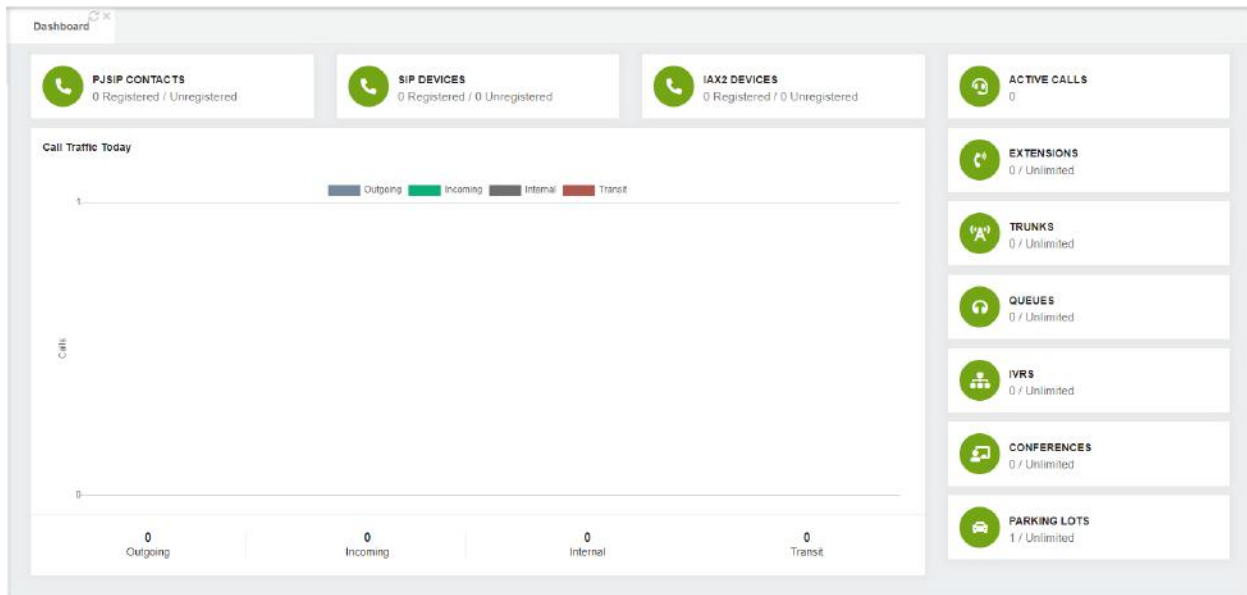 Dashboard
PJSIP CONTACTS
0 Registered / Unregistered
SIP DEVICES
0 Registered / 0 Unregistered
IAX2 DEVICES
0 Registered / 0 Unregistered
Call Traffic Today
Outgoing Incoming Internal Transit
1
Calls
0
0
Outgoing
0
Incoming
0
Internal
0
Transit
ACTIVE CALLS
0
EXTENSIONS
0 / Unlimited
TRUNKS
0 / Unlimited
QUEUES
0 / Unlimited
IVRS
0 / Unlimited
CONFERENCES
0 / Unlimited
PARKING LOTS
1 / Unlimited